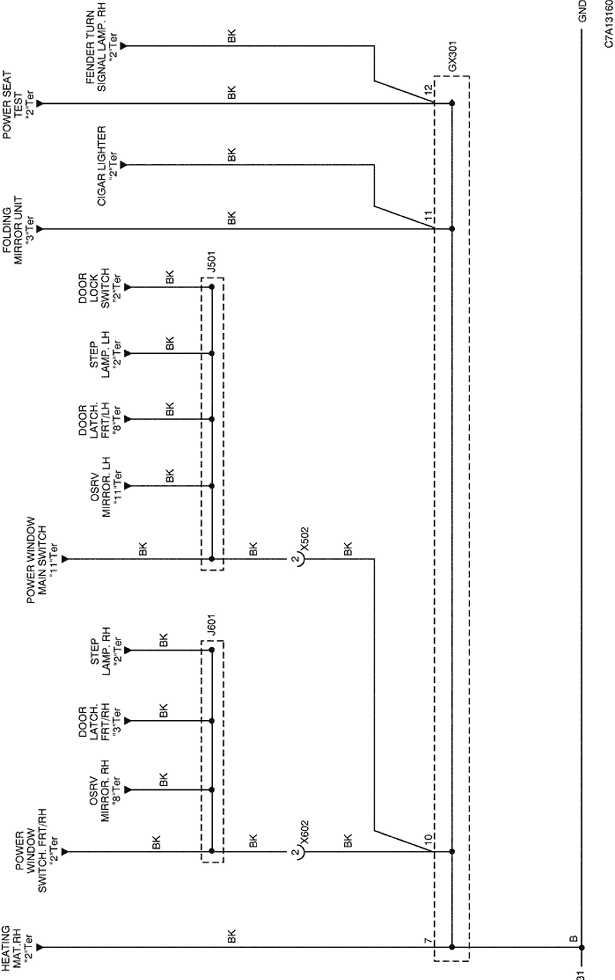 FENDER TURN
SIGNAL LAMP. RH
"2"Ter
BK
POWER SEAT
TEST
"2"Ter
BK
12
GX301
GND
C7A13160
CIGAR LIGHTER
"2"Ter
BK
FOLDING
MIRROR UNIT
"3"Ter
BK
11
DOOR
LOCK
SWITCH
"2"Ter
BK
J501
STEP
LAMP. LH
"2"Ter
BK
DOOR
LATCH.
FRT/LH
"8"Ter
BK
OSRV
MIRROR. LH
"11"Ter
BK
POWER WINDOW
MAIN SWITCH
"11"Ter
BK
BK
2
X502
BK
STEP
LAMP. RH
"2"Ter
BK
J601
DOOR
LATCH.
FRT/RH
"3"Ter
BK
OSRV
MIRROR. RH
"8"Ter
BK
POWER
WINDOW
SWITCH. FRT/RH
"2"Ter
BK
BK
2
X602
BK
10
HEATING
MAT.RH
"2"Ter
BK
7
B
31